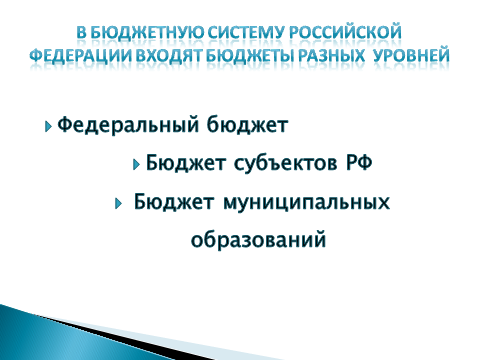 В БЮДЖЕТНУЮ СИСТЕМУ РОССИЙСКОЙ
ФЕДЕРАЦИИ ВХОДЯТ БЮДЖЕТЫ РАЗНЫХ УРОВНЕЙ
Федеральный бюджет
Бюджет субъектов РФ
Бюджет муниципальных
образований